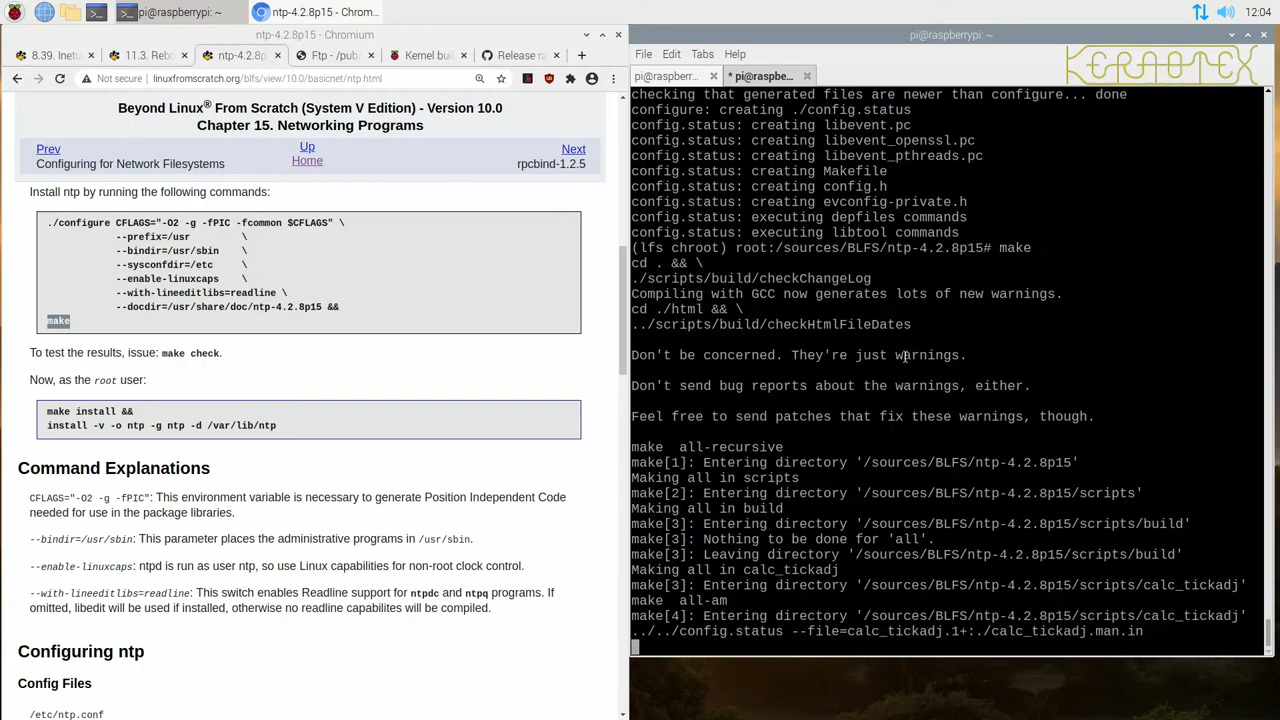 pi@raspberrypi: ~
ntp-4.2.8p15 - Chrom...
12:04
ntp-4.2.8p15 - Chromium
8.39. Inetu
11.3. Rebo
ntp-4.2.8p
Ftp - /pub/
Kernel buil
Release ra
Not secure
linuxfromscratch.org/blfs/view/10.0/basicnet/ntp.html
Beyond Linux® From Scratch (System V Edition) - Version 10.0
Chapter 15. Networking Programs
Prev
Up
Next
Configuring for Network Filesystems
Home
rpcbind-1.2.5
Install ntp by running the following commands:
./configure CFLAGS="-O2 -g -fPIC -fcommon $CFLAGS" \
--prefix=/usr \
--bindir=/usr/sbin \
--sysconfdir=/etc \
--enable-linuxcaps \
--with-lineeditlibs=readline \
--docdir=/usr/share/doc/ntp-4.2.8p15 &&
make
To test the results, issue: make check.
Now, as the root user:
make install &&
install -v -o ntp -g ntp -d /var/lib/ntp
Command Explanations
CFLAGS="-O2 -g -fPIC": This environment variable is necessary to generate Position Independent Code
needed for use in the package libraries.
--bindir=/usr/sbin: This parameter places the administrative programs in /usr/sbin.
--enable-linuxcaps: ntpd is run as user ntp, so use Linux capabilities for non-root clock control.
--with-lineeditlibs=readline: This switch enables Readline support for ntpdc and ntpq programs. If
omitted, libedit will be used if installed, otherwise no readline capabilites will be compiled.
Configuring ntp
Config Files
/etc/ntp.conf
pi@raspberrypi: ~
File Edit Tabs Help
KERAOTEX
pi@raspberr...
* pi@raspbe...
checking that generated files are newer than configure... done
configure: creating ./config.status
config.status: creating libevent.pc
config.status: creating libevent_openssl.pc
config.status: creating libevent_pthreads.pc
config.status: creating Makefile
config.status: creating config.h
config.status: creating evconfig-private.h
config.status: executing depfiles commands
config.status: executing libtool commands
(lfs chroot) root:/sources/BLFS/ntp-4.2.8p15# make
cd . && \
./scripts/build/checkChangeLog
Compiling with GCC now generates lots of new warnings.
cd ./html && \
../scripts/build/checkHtmlFileDates
Don't be concerned. They're just warnings.
Don't send bug reports about the warnings, either.
Feel free to send patches that fix these warnings, though.
make  all-recursive
make[1]: Entering directory '/sources/BLFS/ntp-4.2.8p15'
Making all in scripts
make[2]: Entering directory '/sources/BLFS/ntp-4.2.8p15/scripts'
Making all in build
make[3]: Entering directory '/sources/BLFS/ntp-4.2.8p15/scripts/build'
make[3]: Nothing to be done for 'all'.
make[3]: Leaving directory '/sources/BLFS/ntp-4.2.8p15/scripts/build'
Making all in calc_tickadj
make[3]: Entering directory '/sources/BLFS/ntp-4.2.8p15/scripts/calc_tickadj'
make  all-am
make[4]: Entering directory '/sources/BLFS/ntp-4.2.8p15/scripts/calc_tickadj'
../../config.status --file=calc_tickadj.1+:./calc_tickadj.man.in